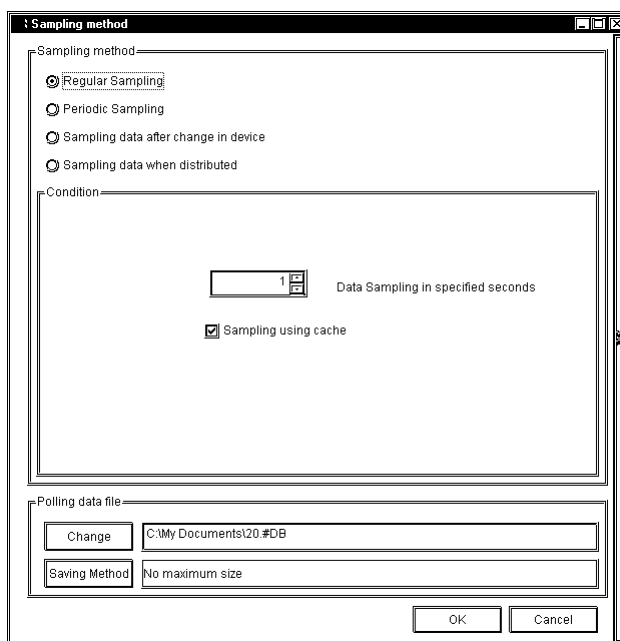 Sampling method
Sampling method
Regular Sampling
Periodic Sampling
Sampling data after change in device
Sampling data when distributed
Condition
1
Data Sampling in specified seconds
Sampling using cache
Polling data file
Change
C:\My Documents\20.#DB
Saving Method
No maximum size
OK
Cancel